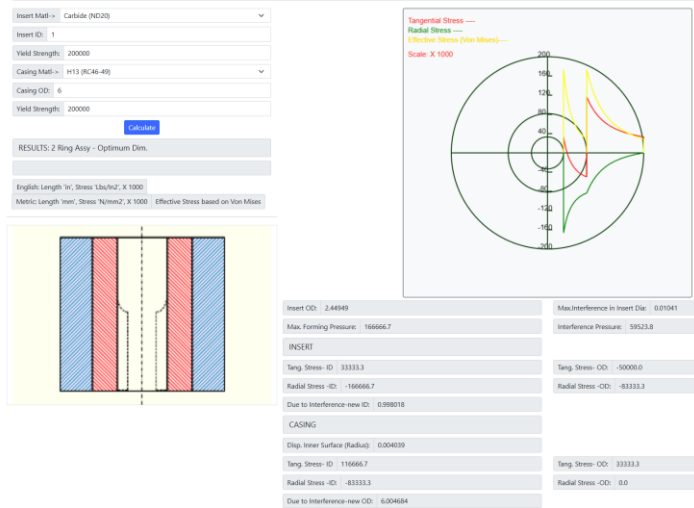 Insert Matl-> Carbide (ND20)
Insert ID: 1
Yield Strength: 200000
Casing Matl-> H13 (RC46-49)
Casing OD: 6
Yield Strength: 200000
Calculate
RESULTS: 2 Ring Assy - Optimum Dim.
English: Length 'in', Stress 'Lbs/in2', X 1000
Metric: Length 'mm', Stress 'N/mm2', X 1000 Effective Stress based on Von Mises
Tangential Stress ----
Radial Stress ----
Effective Stress (Von Mises)----
Scale: X 1000
200
160
120
80
40
-40
-80
-120
-160
-200
Insert OD: 2.44949 Max.Interference in Insert Dia: 0.01041
Max. Forming Pressure: 166666.7 Interference Pressure: 59523.8
INSERT
Tang. Stress- ID 33333.3 Tang. Stress- OD: -50000.0
Radial Stress -ID: -166666.7 Radial Stress -OD: -83333.3
Due to Interference-new ID: 0.998018
CASING
Disp. Inner Surface (Radius): 0.004039
Tang. Stress- ID 116666.7 Tang. Stress- OD: 33333.3
Radial Stress -ID: -83333.3 Radial Stress -OD: 0.0
Due to Interference-new OD: 6.004684